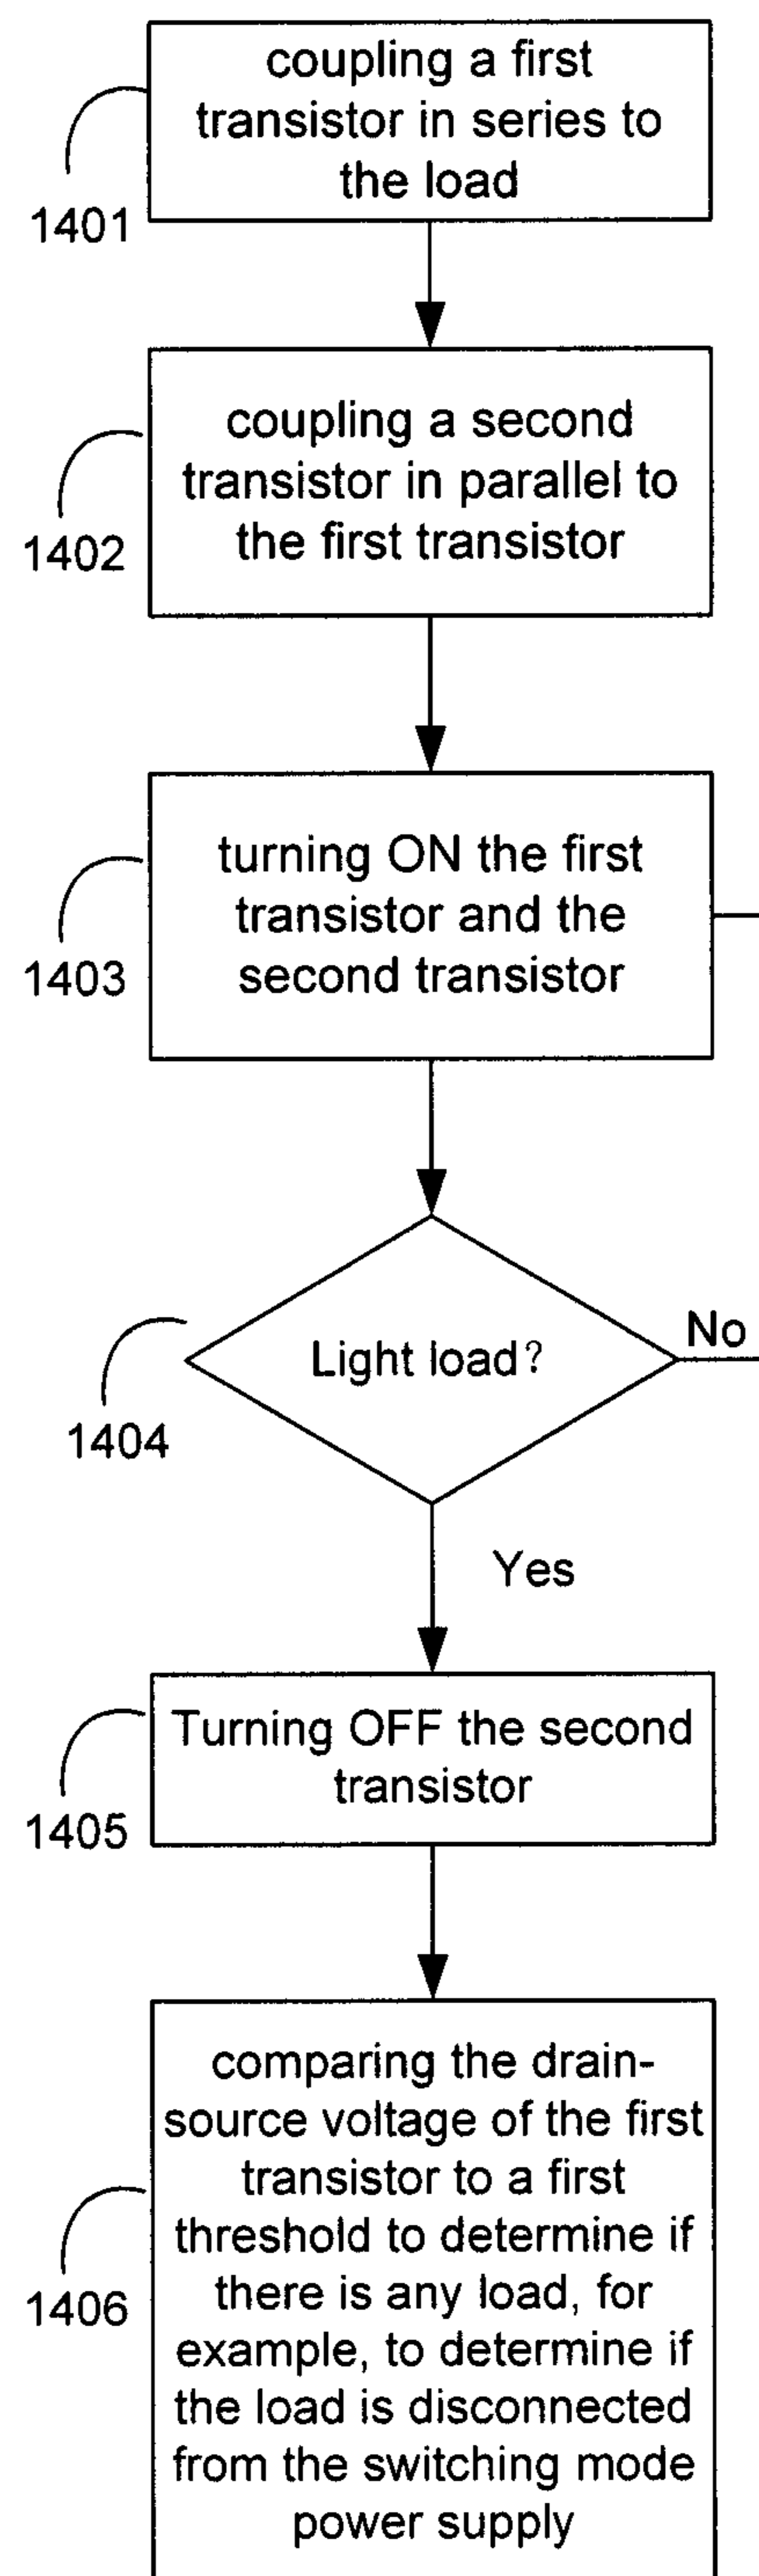 coupling a first
transistor in series to
the load
1401
coupling a second
transistor in parallel to
the first transistor
1402
turning ON the first
transistor and the
second transistor
1403
Light load?
No
1404
Yes
Turning OFF the second
transistor
1405
comparing the drain-
source voltage of the first
transistor to a first
threshold to determine if
there is any load, for
example, to determine if
the load is disconnected
from the switching mode
power supply
1406